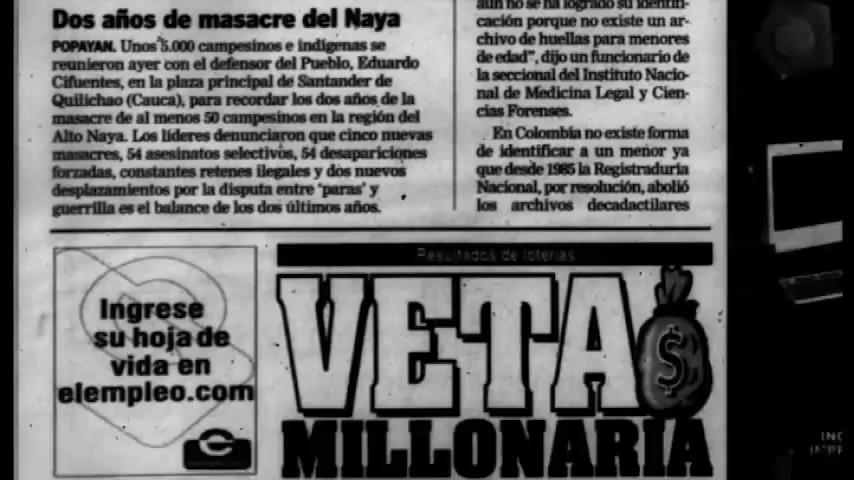 Dos años de masacre del Naya
POPAYAN. Unos 5.000 campesinos e indígenas se
reunieron ayer con el defensor del Pueblo, Eduardo
Cifuentes, en la plaza principal de Santander de
Quilichao (Cauca), para recordar los dos años de la
masacre de al menos 50 campesinos en la región del
Alto Naya. Los líderes denunciaron que cinco nuevas
masacres, 54 asesinatos selectivos, 54 desapariciones
forzadas, constantes retenes ilegales y dos nuevos
desplazamientos por la disputa entre 'paras' y
guerrilla es el balance de los dos últimos años.
aún no se ha logrado su identifi-
cación porque no existe un ar-
chivo de huellas para menores
de edad", dijo un funcionario de
la seccional del Instituto Nacio-
nal de Medicina Legal y Cien-
cias Forenses.
En Colombia no existe forma
de identificar a un menor ya
que desde 1985 la Registraduría
Nacional, por resolución, abolió
los archivos decadactilares
Ingrese
su hoja de
vida en
elempleo.com
Resultados de loterías
VETA
$
MILLONARIA